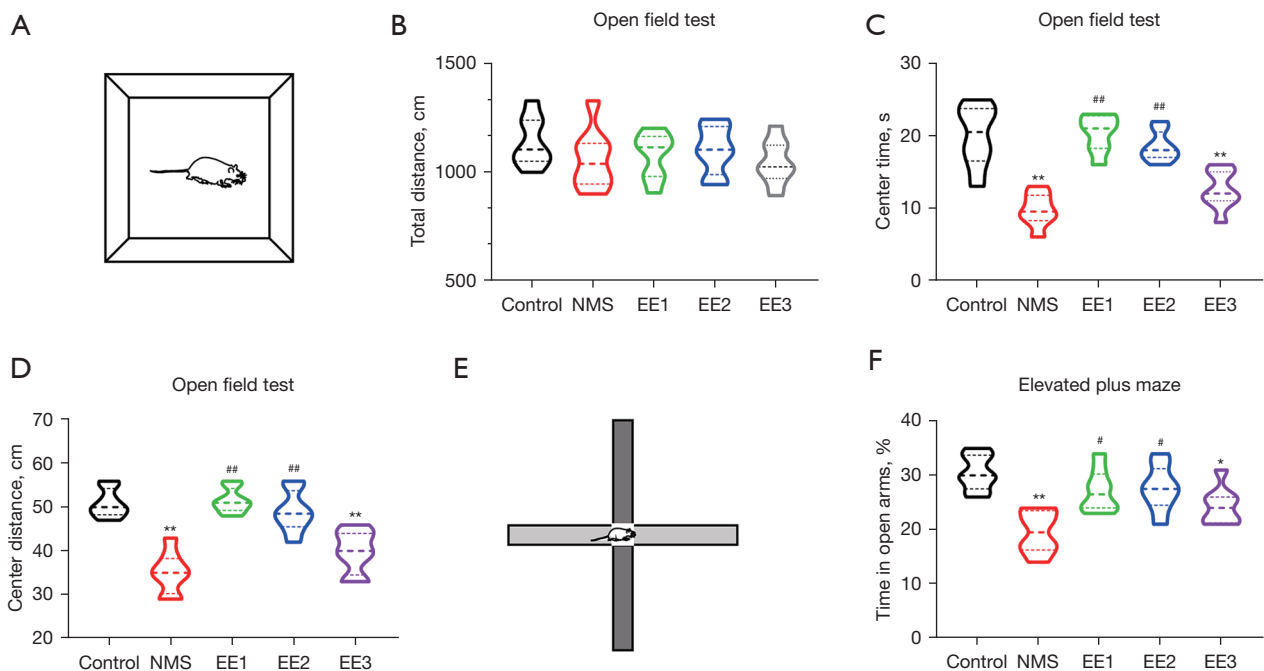 A
B
Open field test
Total distance, cm
1500
1000
500
Control NMS EE1 EE2 EE3
C
Open field test
Center time, s
30
20
10
0
**
##
##
**
Control NMS EE1 EE2 EE3
D
Open field test
Center distance, cm
70
60
50
40
30
20
**
##
##
**
Control NMS EE1 EE2 EE3
E
F
Elevated plus maze
Time in open arms, %
40
30
20
10
0
**
#
#
*
Control NMS EE1 EE2 EE3